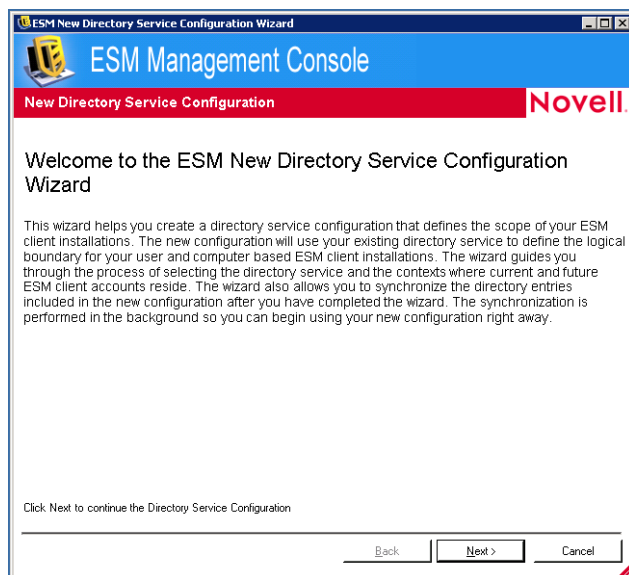 ESM New Directory Service Configuration Wizard
ESM Management Console
New Directory Service Configuration
Novell.
Welcome to the ESM New Directory Service Configuration
Wizard
This wizard helps you create a directory service configuration that defines the scope of your ESM
client installations. The new configuration will use your existing directory service to define the logical
boundary for your user and computer based ESM client installations. The wizard guides you
through the process of selecting the directory service and the contexts where current and future
ESM client accounts reside. The wizard also allows you to synchronize the directory entries
included in the new configuration after you have completed the wizard. The synchronization is
performed in the background so you can begin using your new configuration right away.
Click Next to continue the Directory Service Configuration
Back
Next >
Cancel